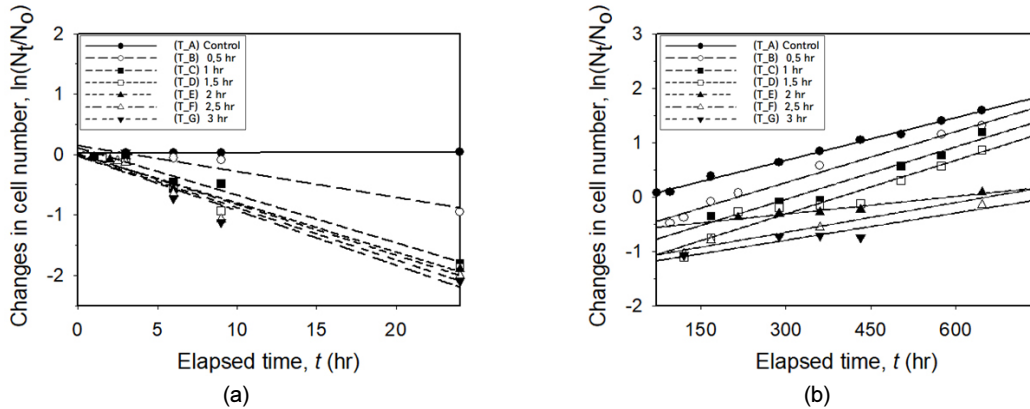 2
1
0
-1
-2
Changes in cell number, ln(Nt/No)
(T_A) Control
(T_B) 0,5 hr
(T_C) 1 hr
(T_D) 1,5 hr
(T_E) 2 hr
(T_F) 2,5 hr
(T_G) 3 hr
0 5 10 15 20
Elapsed time, t (hr)
(a)
3
2
1
0
-1
-2
Changes in cell number, ln(Nt/No)
(T_A) Control
(T_B) 0,5 hr
(T_C) 1 hr
(T_D) 1,5 hr
(T_E) 2 hr
(T_F) 2,5 hr
(T_G) 3 hr
150 300 450 600
Elapsed time, t (hr)
(b)